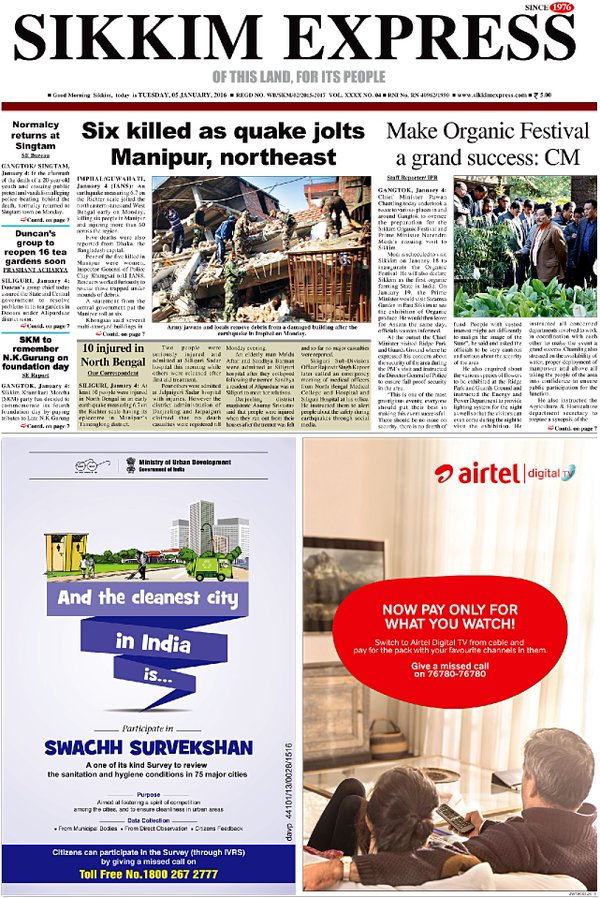 SINCE 1976
SIKKIM EXPRESS
OF THIS LAND, FOR ITS PEOPLE
■ Good Morning Sikkim, today is TUESDAY, 05 JANUARY, 2016 ■ REGD NO. WB/SKM/02/2015-2017 VOL. XXXX NO. 04 ■ RNI No. RN 40962/1990 ■ www.sikkimexpress.com ■ ₹ 5.00
Normalcy
returns at
Singtam
SE Bureau
GANGTOK/ SINGTAM,
January 4: In the aftermath
of the death of a 20 year old
youth and ensuing public
protests and vandals smalleging
police beating behind the
death, normalcy returned to
Singtam town on Monday.
Contd. on page 7
Duncan's
group to
reopen 16 tea
gardens soon
PRASHANT ACHARYA
SILIGURI, January 4:
Duncan's group chief today
assured the State and Central
government to resolve
problems in its tea gardens in
Dooars under Alipurduar
district soon.
Contd. on page 7
SKM to
remember
N.K.Gurung on
foundation day
SE Report
GANGTOK, January 4:
Sikkim Krantikari Morcha
(SKM) party has decided to
commemorate its fourth
foundation day by paying
tributes to Late N.K.Gurung
Contd. on page 7
Six killed as quake jolts
Manipur, northeast
IMPHAL/GUWAHATI,
January 4 (IANS): An
earthquake measuring 6.7 on
the Richter scale jolted the
northeastern states and West
Bengal early on Monday,
killing six people in Manipur
and injuring more than 50
across the region.
Five deaths were also
reported from Dhaka, the
Bangladesh capital.
Four of the five killed in
Manipur were women,
Inspector General of Police
City Khongsai told IANS.
Rescuers worked furiously to
rescue those trapped under
mounds of debris.
A statement from the
central government put the
Manipur toll at six.
Khongsai said several
multi-storeyed buildings in
Contd. on page 7
Army jawans and locals remove debris from a damaged building after the
earthquake in Imphal on Monday.
10 injured in
North Bengal
Our Correspondent
SILIGURI, January 4: At
least 10 people were injured
in North Bengal in an early
earthquake measuring 6.7 on
the Richter scale having its
epicentre in Manipur's
Tamenglong district.
Two people were
seriously injured and
admitted at Siliguri Sadar
hospital this morning while
others were released after
first aid treatment.
Four others were admitted
at Jalpaiguri Sadar hospital
with injuries. However the
district administration of
Darjeeling and Jalpaiguri
claimed that no death
casualties were registered till
Monday evening.
An elderly man Mridu
After and Sandhya Barman
were admitted at Siliguri
hospital after they collapsed
following the tremor. Sandhya
a resident of Alipurduar was in
Siliguri to meet her relatives.
Darjeeling district
magistrate Anurag Srivastava
said that people were injured
when they ran out from their
houses after the tremor was felt
and so far no major casualties
were reported.
Siliguri Sub-Division
Officer Rajanvir Singh Kapoor
later called an emergency
meeting of medical officers
from North Bengal Medical
College and Hospital and
Siliguri Hospital at his office.
He instructed them to alert
people about the safety during
earthquakes through social
media.
Make Organic Festival
a grand success: CM
Staff Reporter/ IPR
GANGTOK, January 4:
Chief Minister Pawan
Chamling today undertook a
tour to various places in and
around Gangtok to oversee
the preparation for the
Sikkim Organic Festival and
Prime Minister Narendra
Modi's ensuing visit to
Sikkim.
Modi is scheduled to visit
Sikkim on January 18 to
inaugurate the Organic
Festival. He will also declare
Sikkim as the first organic
farming State in India. On
January 19, the Prime
Minister would visit Saramsa
Garden in East Sikkim to see
the exhibition of Organic
produce. He would then leave
for Assam the same day,
officials sources informed.
At the outset the Chief
Minister visited Ridge Park
and Guards Ground where he
expressed his concern about
the security of the area during
the PM's visit and instructed
the Director General of Police
to ensure full proof security
in the area.
"This is one of the most
prestigious events; everyone
should put their best in
making this event successful.
There should be no issue on
security, there is no dearth of
fund. People with vested
interest might act differently
to malign the image of the
State", he said and asked the
officials to be very cautious
and serious about the security
of the area.
He also enquired about
the various species of flowers
to be exhibited at the Ridge
Park and Guards Ground and
instructed the Energy and
Power Department to provide
lighting system for the night
as well so that the visitors can
even come during the night to
view the exhibition. He
instructed all concerned
departments involved to work
in coordination with each
other to make the event a
grand success. Chamling also
stressed on the availability of
water, proper deployment of
manpower and above all
taking the people of the area
into confidence to ensure
public participation for the
function.
He also instructed the
Agriculture & Horticulture
department secretary to
prepare a synopsis of the
Contd. on page 7
Ministry of Urban Development
Government of India
And the cleanest city
in India
is...
Participate in
SWACHH SURVEKSHAN
A one of its kind Survey to review
the sanitation and hygiene conditions in 75 major cities
Purpose
Aimed at fostering a spirit of competition
among the cities, and to ensure cleanliness in urban areas
Data Collection
• From Municipal Bodies • From Direct Observation • Citizens Feedback
Citizens can participate in the Survey (through IVRS)
by giving a missed call on
Toll Free No.1800 267 2777
davp 44101/13/0028/1516
airtel digital TV
NOW PAY ONLY FOR
WHAT YOU WATCH!
Switch to Airtel Digital TV from cable and
pay for the pack with your favourite channels in them.
Give a missed call
on 76780-76780